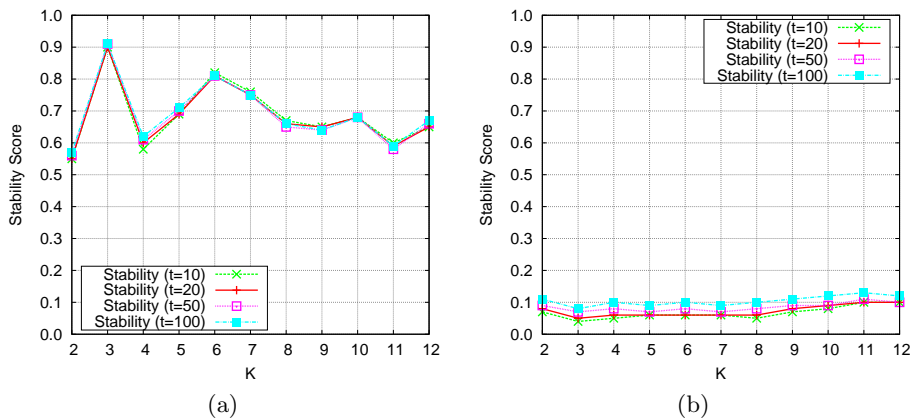 1.0
0.9
0.8
0.7
0.6
0.5
0.4
0.3
0.2
0.1
0.0
Stability Score
2 3 4 5 6 7 8 9 10 11 12
K
Stability (t=10)
Stability (t=20)
Stability (t=50)
Stability (t=100)
(a)
1.0
0.9
0.8
0.7
0.6
0.5
0.4
0.3
0.2
0.1
0.0
Stability Score
2 3 4 5 6 7 8 9 10 11 12
K
Stability (t=10)
Stability (t=20)
Stability (t=50)
Stability (t=100)
(b)